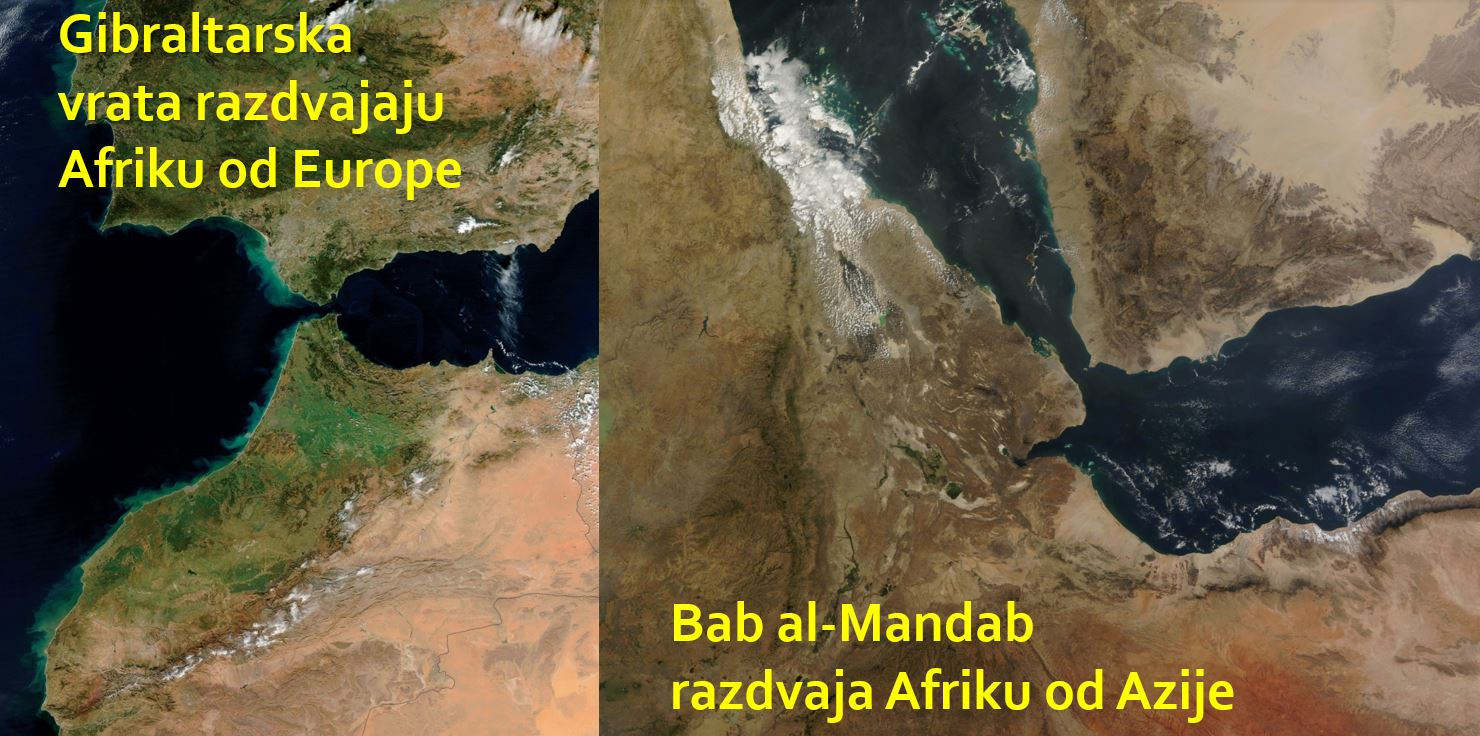 Gibraltarska
vrata razdvajaju
Afriku od Europe
Bab al-Mandab
razdvaja Afriku od Azije